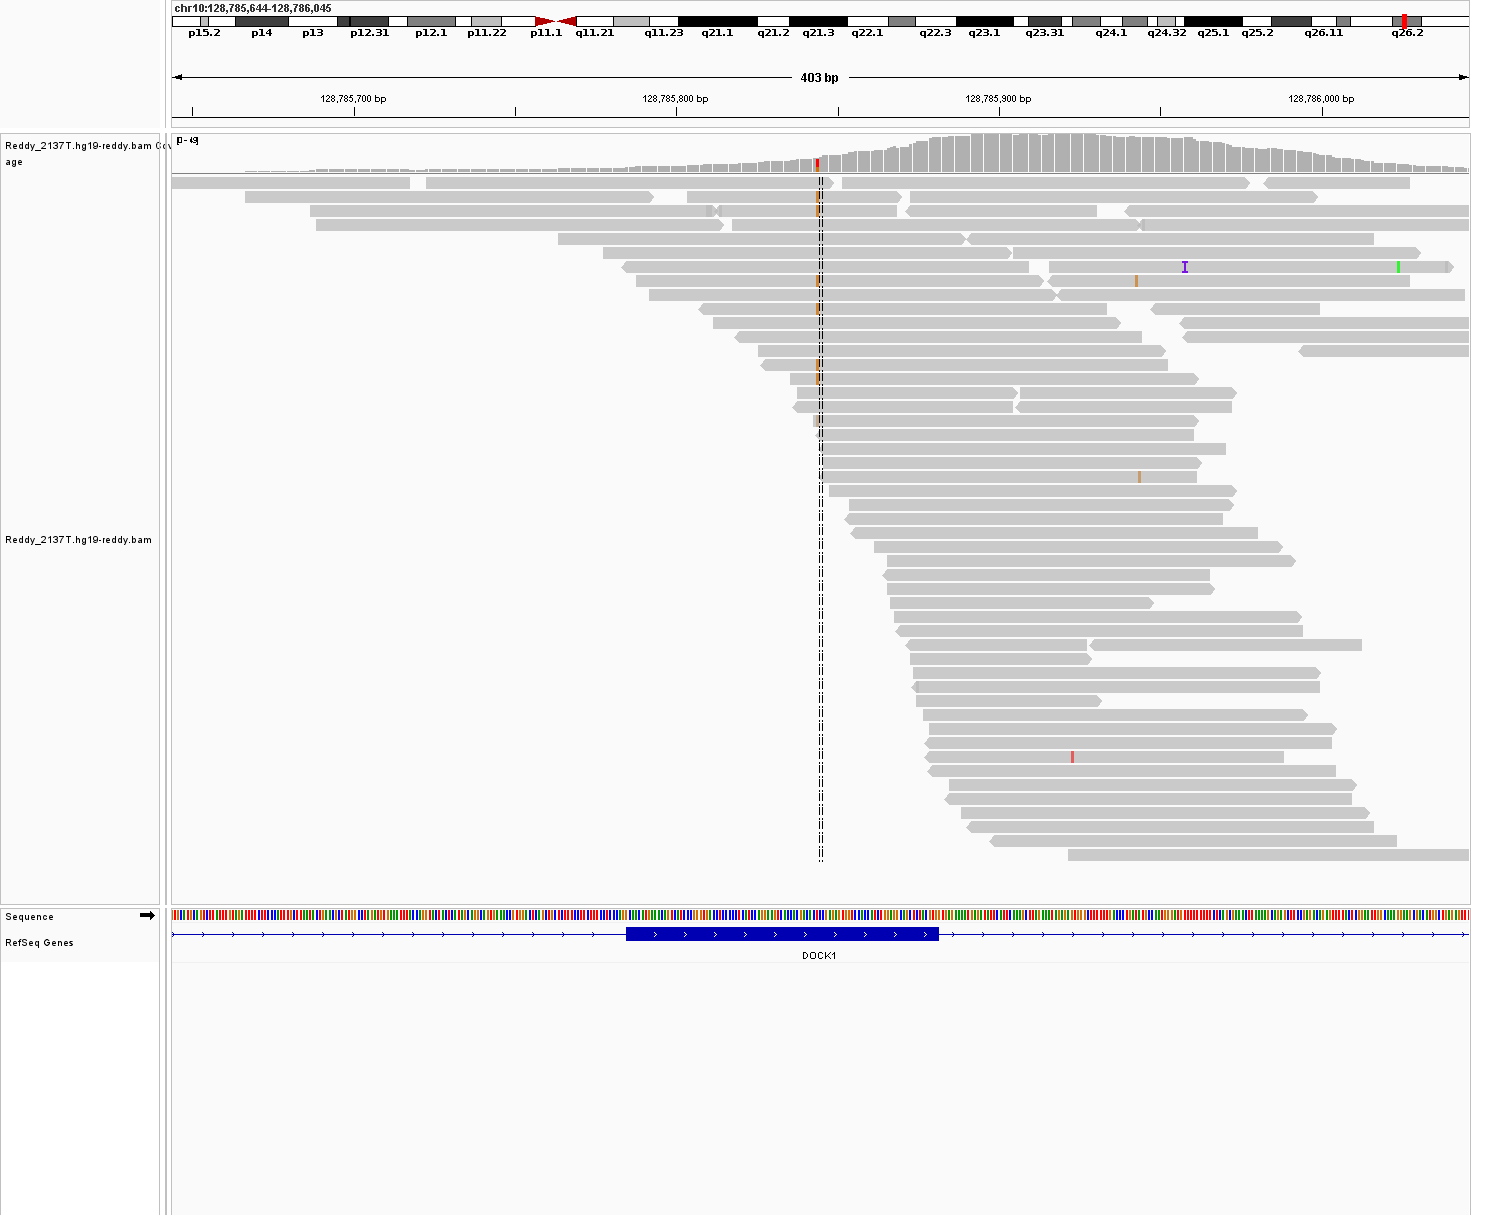 chr10:128,785,644-128,786,045
p15.2 p14 p13 p12.31 p12.1 p11.22 p11.1 q11.21 q11.23 q21.1 q21.2 q21.3 q22.1 q22.3 q23.1 q23.31 q24.1 q24.32 q25.1 q25.2 q26.11 q26.2
403 bp
128,785,700 bp 128,785,800 bp 128,785,900 bp 128,786,000 bp
Reddy_2137T.hg19-reddy.bam
age
Reddy_2137T.hg19-reddy.bam
Sequence
RefSeq Genes
DOCK1